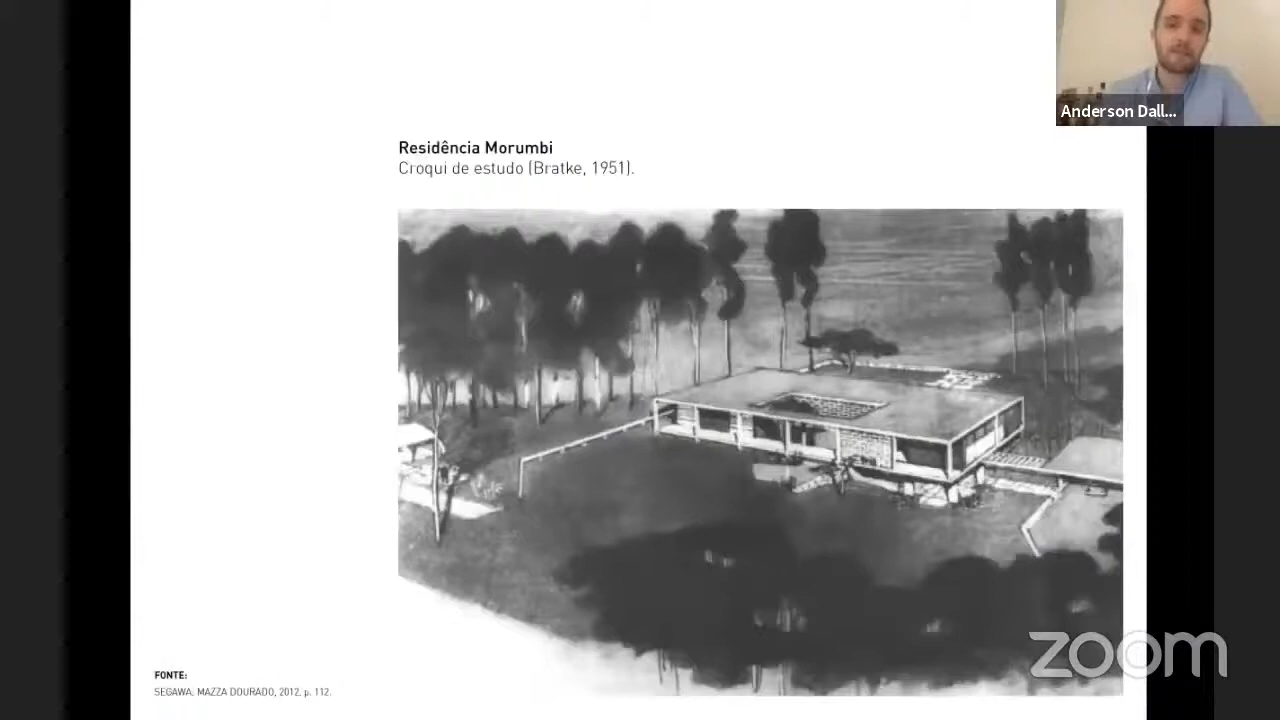 Anderson Dall...
Residência Morumbi
Croqui de estudo (Bratke, 1951).
FONTE:
SEGAWA, MAZZA DOURADO, 2012, p. 112.
zoom